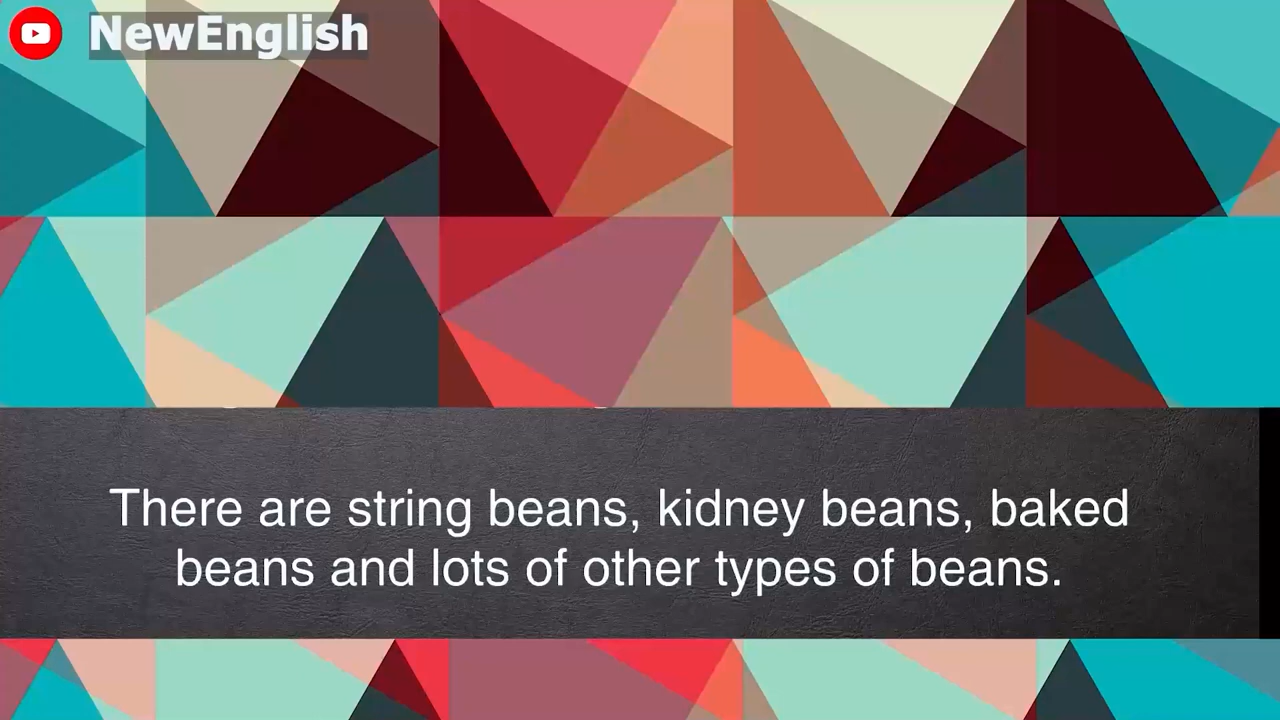 NewEnglish
There are string beans, kidney beans, baked
beans and lots of other types of beans.